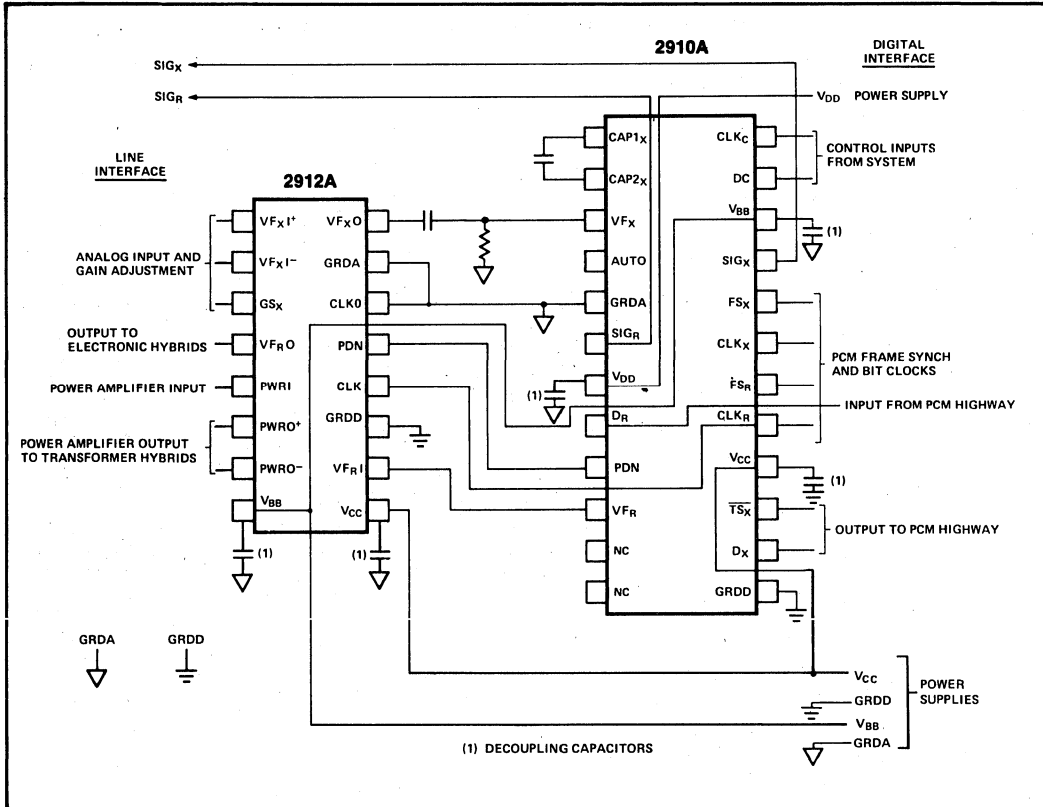 2910A
DIGITAL
INTERFACE
SIGX
SIGR
VDD POWER SUPPLY
LINE
INTERFACE
2912A
CAP1X
CAP2X
VFX
AUTO
GRDA
SIGR
VDD
DR
PDN
VFR
NC
NC
CLKC
DC
VBB
SIGX
FSX
CLKX
FSR
CLKR
VCC
TSX
DX
GRDD
CONTROL INPUTS
FROM SYSTEM
(1)
PCM FRAME SYNCH
AND BIT CLOCKS
INPUT FROM PCM HIGHWAY
(1)
OUTPUT TO PCM HIGHWAY
(1)
VFXI+
VFXI−
GSX
VFRO
PWRI
PWRO+
PWRO−
VBB
VFXO
GRDA
CLK0
PDN
CLK
GRDD
VFRI
VCC
ANALOG INPUT AND
GAIN ADJUSTMENT
OUTPUT TO
ELECTRONIC HYBRIDS
POWER AMPLIFIER INPUT
POWER AMPLIFIER OUTPUT
TO TRANSFORMER HYBRIDS
(1)
(1)
GRDA
GRDD
VCC
GRDD
VBB
GRDA
POWER
SUPPLIES
(1) DECOUPLING CAPACITORS